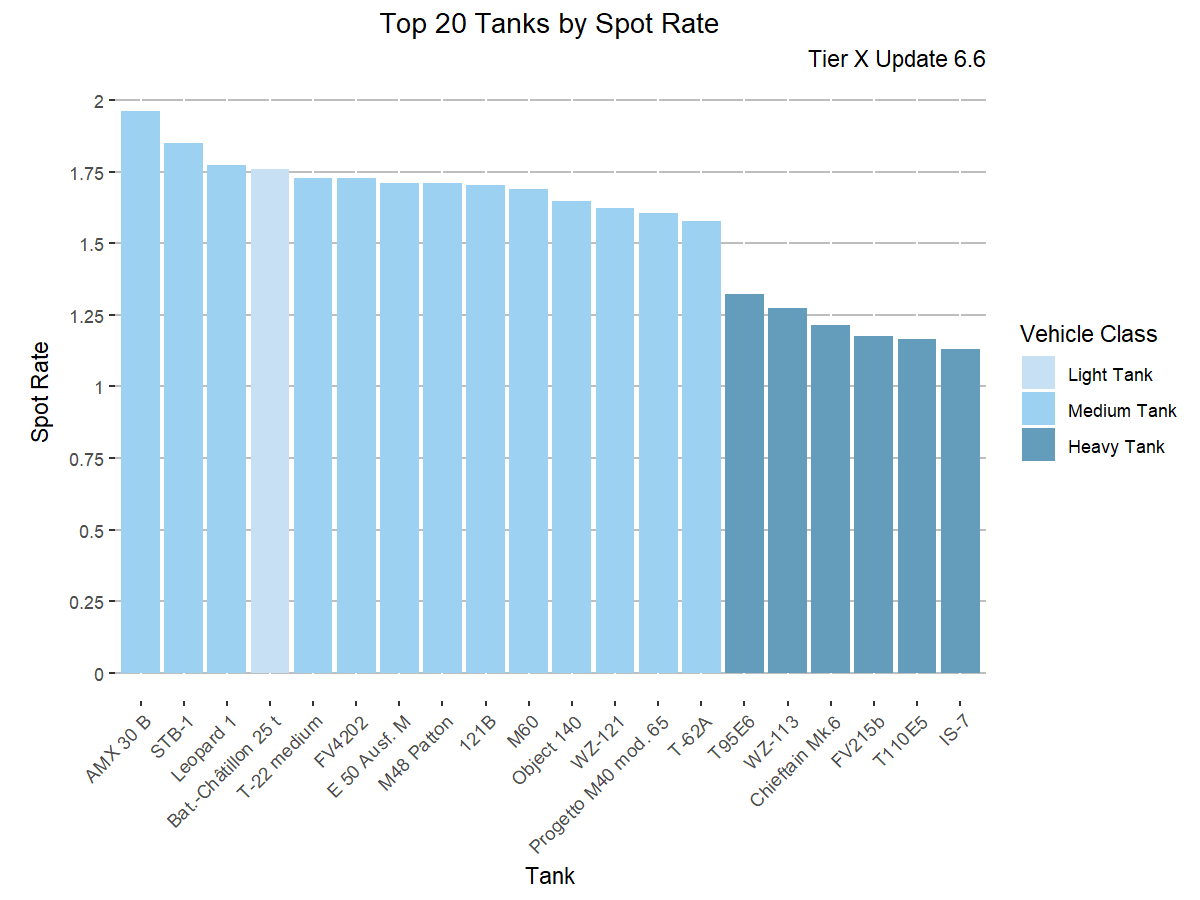 Top 20 Tanks by Spot Rate
Tier X Update 6.6
2
1.75
1.5
1.25
1
0.75
0.5
0.25
0
Spot Rate
AMX 30 B
STB-1
Leopard 1
Bat.-Châtillon 25 t
T-22 medium
FV4202
E 50 Ausf. M
M48 Patton
121B
M60
Object 140
WZ-121
Progetto M40 mod. 65
T-62A
T95E6
WZ-113
Chieftain Mk.6
FV215b
T110E5
IS-7
Tank
Vehicle Class
Light Tank
Medium Tank
Heavy Tank